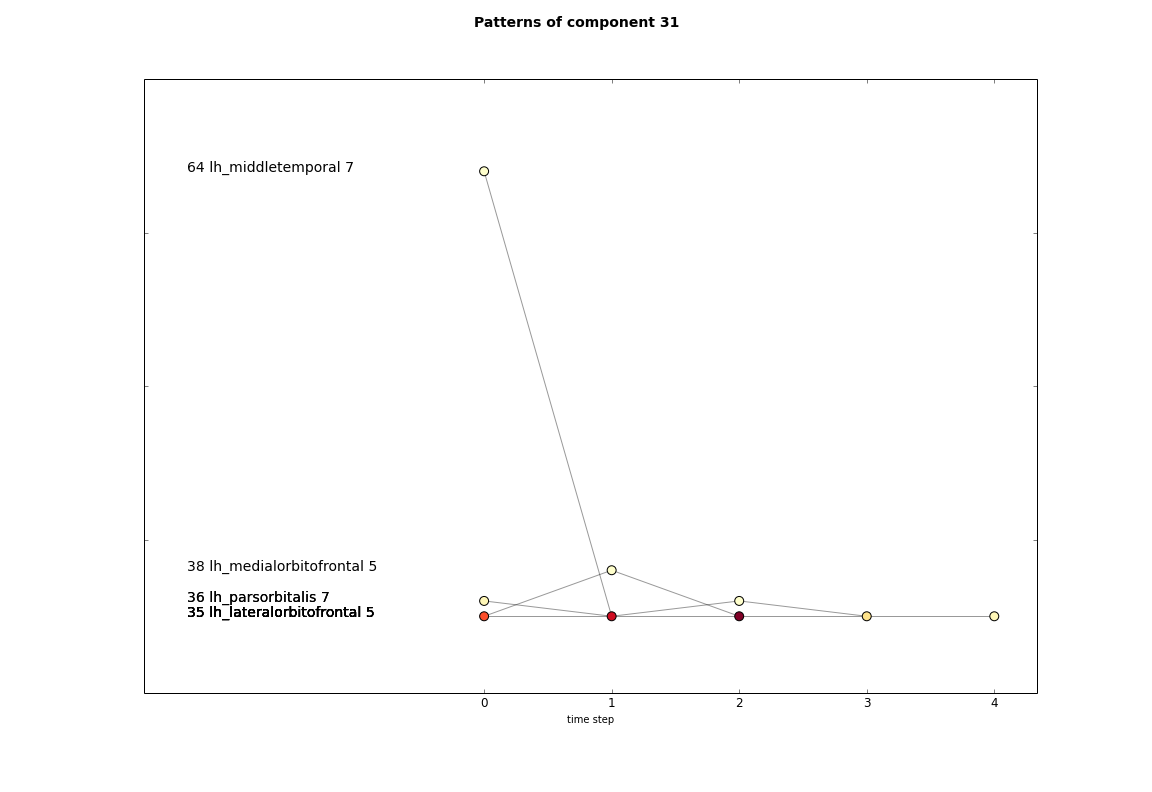 Patterns of component 31
64 lh_middletemporal 7
38 lh_medialorbitofrontal 5
36 lh_parsorbitalis 7
35 lh_lateralorbitofrontal 5
0 1 2 3 4
time step